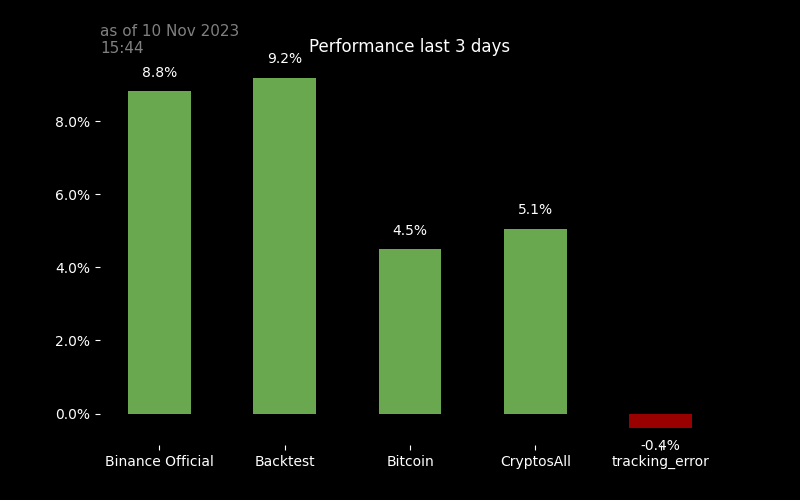 as of 10 Nov 2023
15:44
Performance last 3 days
8.8%
9.2%
4.5%
5.1%
-0.4%
8.0%
6.0%
4.0%
2.0%
0.0%
Binance Official
Backtest
Bitcoin
CryptosAll
tracking_error